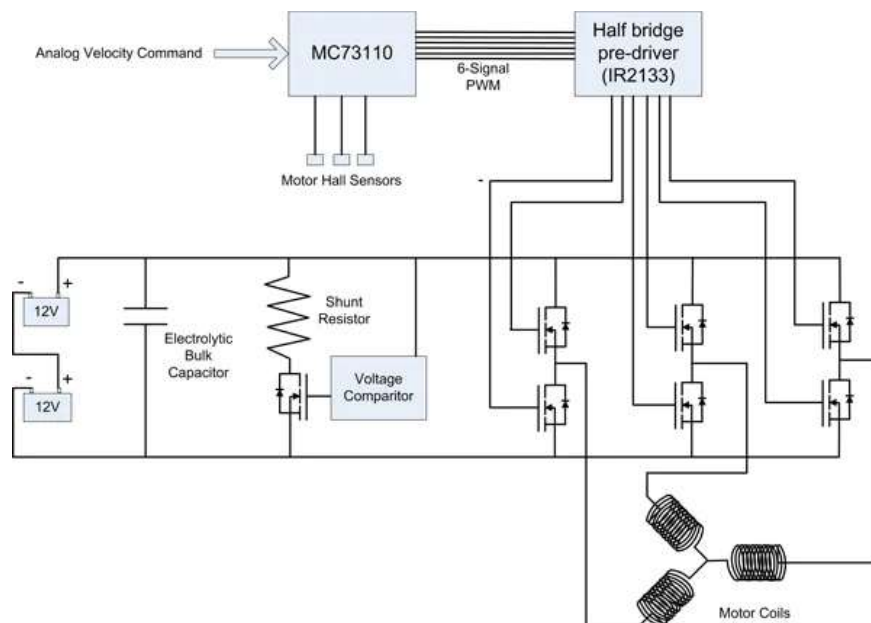 Analog Velocity Command
MC73110
6-Signal
PWM
Half bridge
pre-driver
(IR2133)
Motor Hall Sensors
-
- +
12V
- +
12V
Electrolytic
Bulk
Capacitor
Shunt
Resistor
Voltage
Comparitor
Motor Coils